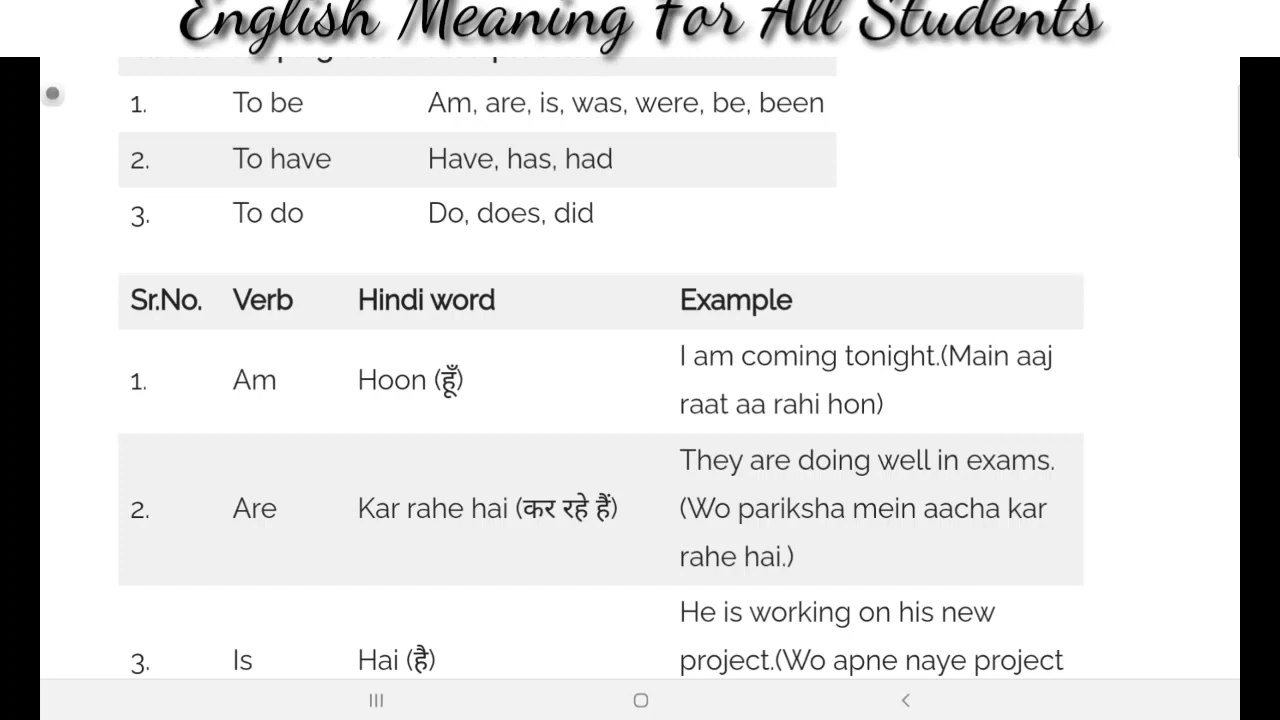 English Meaning For All Students
1. To be Am, are, is, was, were, be, been
2. To have Have, has, had
3. To do Do, does, did
Sr.No. Verb Hindi word Example
1. Am Hoon (हूँ) I am coming tonight.(Main aaj
raat aa rahi hon)
2. Are Kar rahe hai (कर रहे हैं) They are doing well in exams.
(Wo pariksha mein aacha kar
rahe hai.)
3. Is Hai (है) He is working on his new
project.(Wo apne naye project